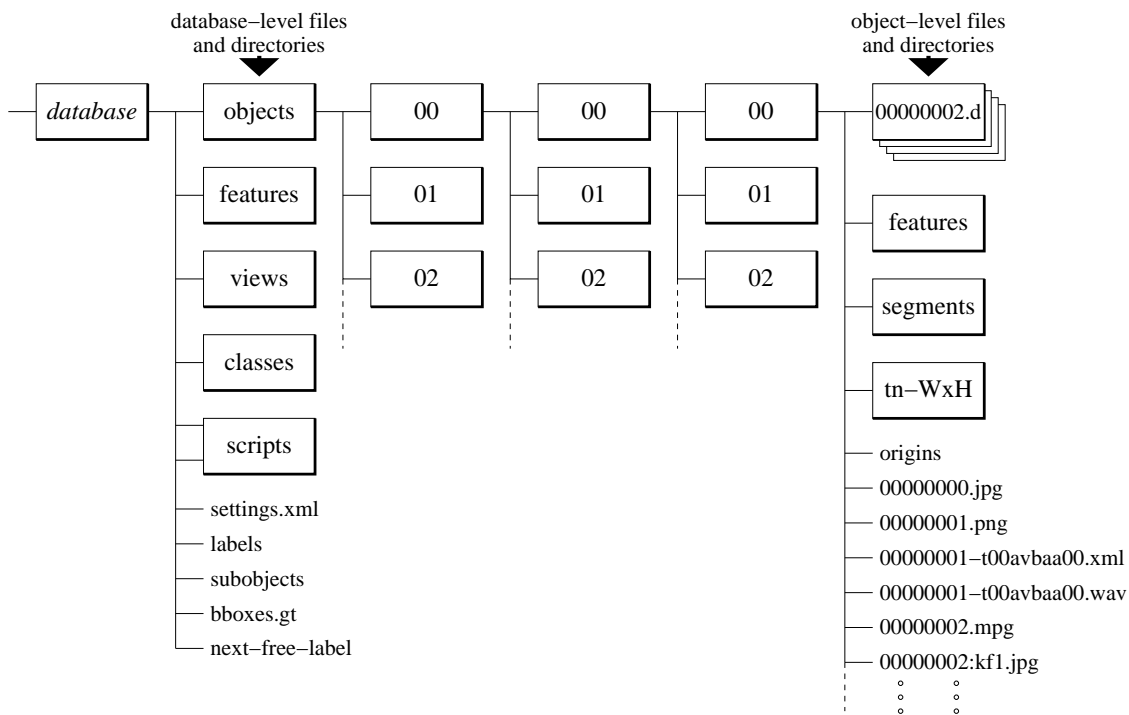 database−level files
and directories
object−level files
and directories
database
objects
00
00
00
00000002.d
features
01
01
01
features
views
02
02
02
segments
classes
tn−WxH
scripts
origins
00000000.jpg
settings.xml
00000001.png
labels
00000001−t00avbaa00.xml
subobjects
00000001−t00avbaa00.wav
bboxes.gt
00000002.mpg
next−free−label
00000002:kf1.jpg